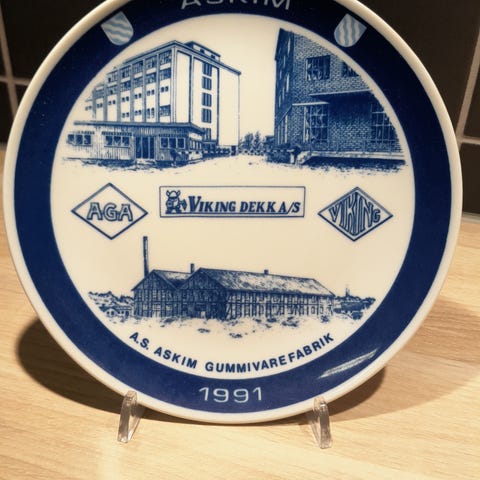 ASKIM
AGA
VIKING DEKK A/S
VIKING
A.S. ASKIM GUMMIVAREFABRIK
1991